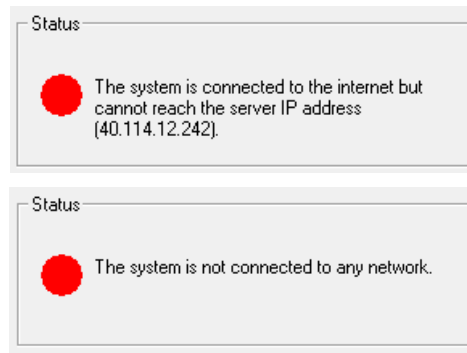 Status
The system is connected to the internet but
cannot reach the server IP address
(40.114.12.242).
Status
The system is not connected to any network.